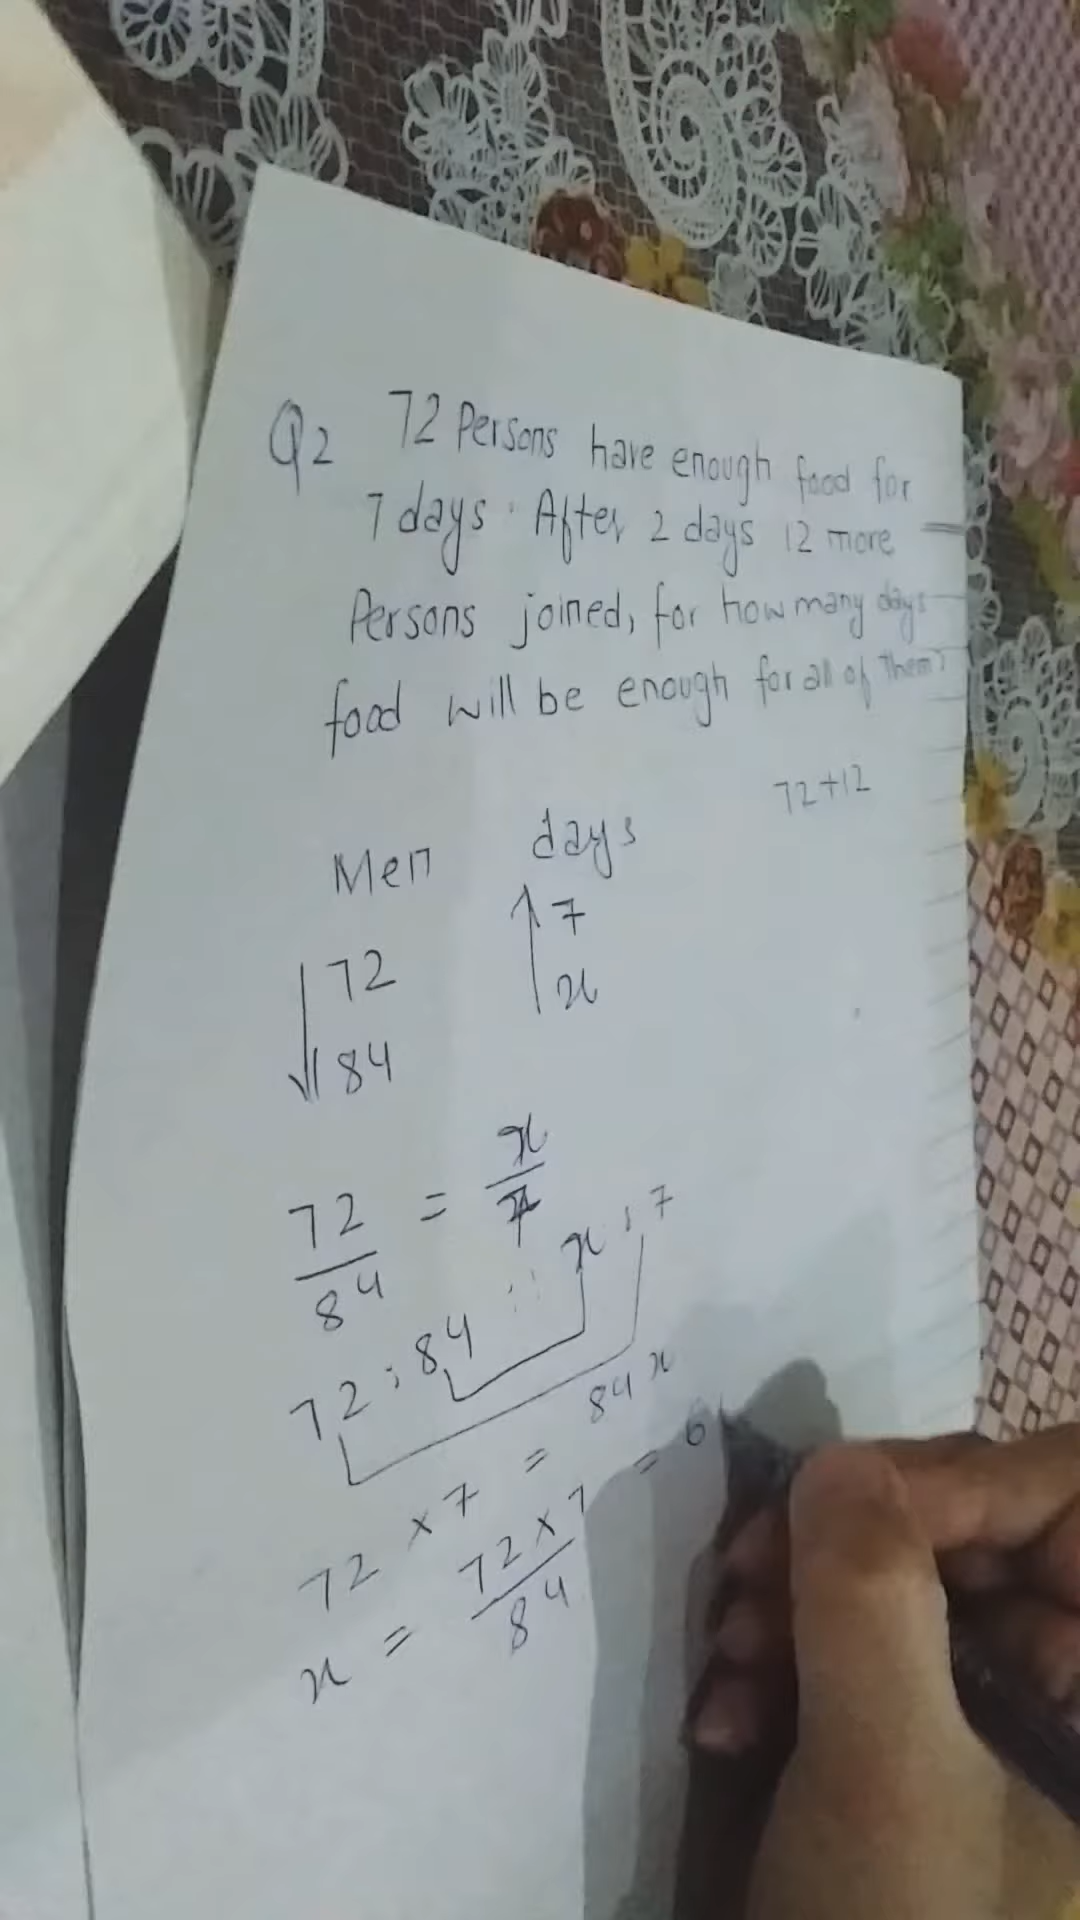 Q2 72 Persons have enough food for
7 days. After 2 days 12 more
Persons joined, for how many days
food will be enough for all of them?
72+12
Men days
72 7
84 x
72/84 = x/7
72 : 84 :: x : 7
72 × 7 = 84 x
x = 72×7/84 = 6